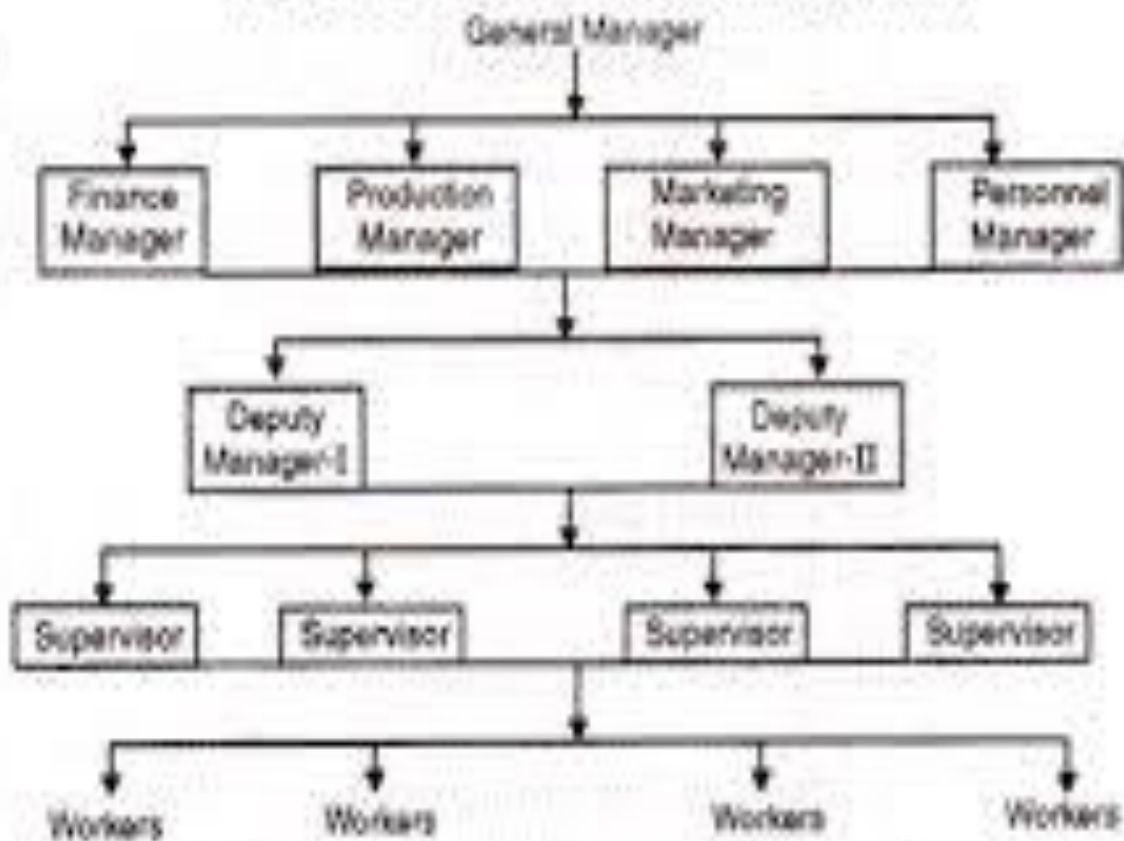 General Manager
Finance
Manager
Production
Manager
Marketing
Manager
Personnel
Manager
Deputy
Manager-I
Deputy
Manager-II
Supervisor
Supervisor
Supervisor
Supervisor
Workers
Workers
Workers
Workers